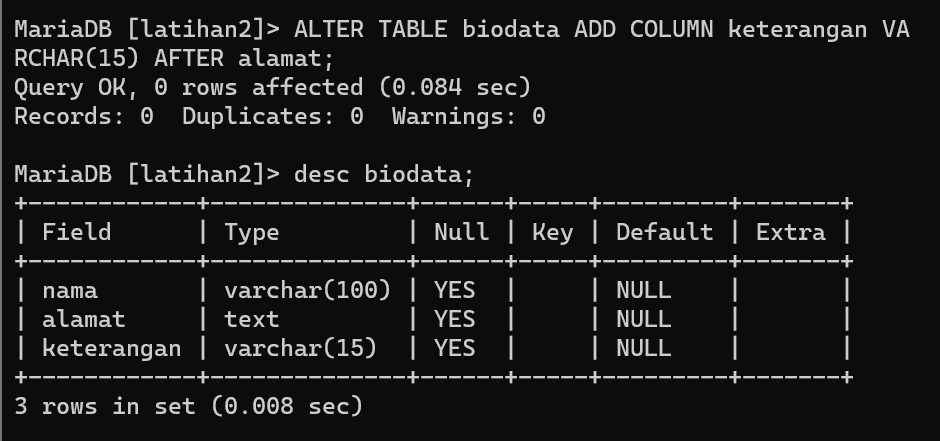 MariaDB [latihan2]> ALTER TABLE biodata ADD COLUMN keterangan VA
RCHAR(15) AFTER alamat;
Query OK, 0 rows affected (0.084 sec)
Records: 0  Duplicates: 0  Warnings: 0

MariaDB [latihan2]> desc biodata;
+------------+--------------+------+-----+---------+-------+
| Field      | Type         | Null | Key | Default | Extra |
+------------+--------------+------+-----+---------+-------+
| nama       | varchar(100) | YES  |     | NULL    |       |
| alamat     | text         | YES  |     | NULL    |       |
| keterangan | varchar(15)  | YES  |     | NULL    |       |
+------------+--------------+------+-----+---------+-------+
3 rows in set (0.008 sec)